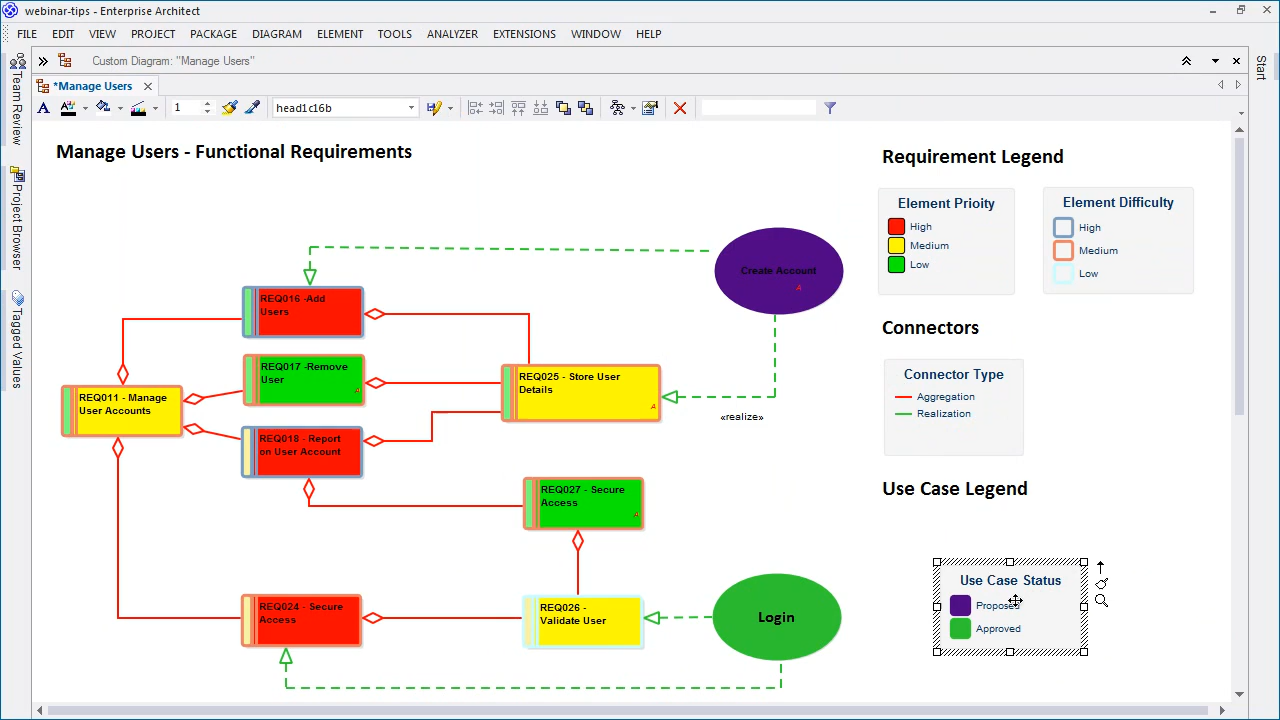 webinar-tips - Enterprise Architect
FILE EDIT VIEW PROJECT PACKAGE DIAGRAM ELEMENT TOOLS ANALYZER EXTENSIONS WINDOW HELP
Custom Diagram: "Manage Users"
*Manage Users
1
head1c16b
Team Review
Project Browser
Tagged Values
Start
Manage Users - Functional Requirements
Requirement Legend
Element Prioity
High
Medium
Low
Element Difficulty
High
Medium
Low
Create Account
A
REQ016 -Add
Users
REQ017 -Remove
User
A
REQ025 - Store User
Details
A
REQ011 - Manage
User Accounts
REQ018 - Report
on User Account
«realize»
Connectors
Connector Type
Aggregation
Realization
REQ027 - Secure
Access
A
Use Case Legend
REQ024 - Secure
Access
REQ026 -
Validate User
Login
Use Case Status
Proposed
Approved